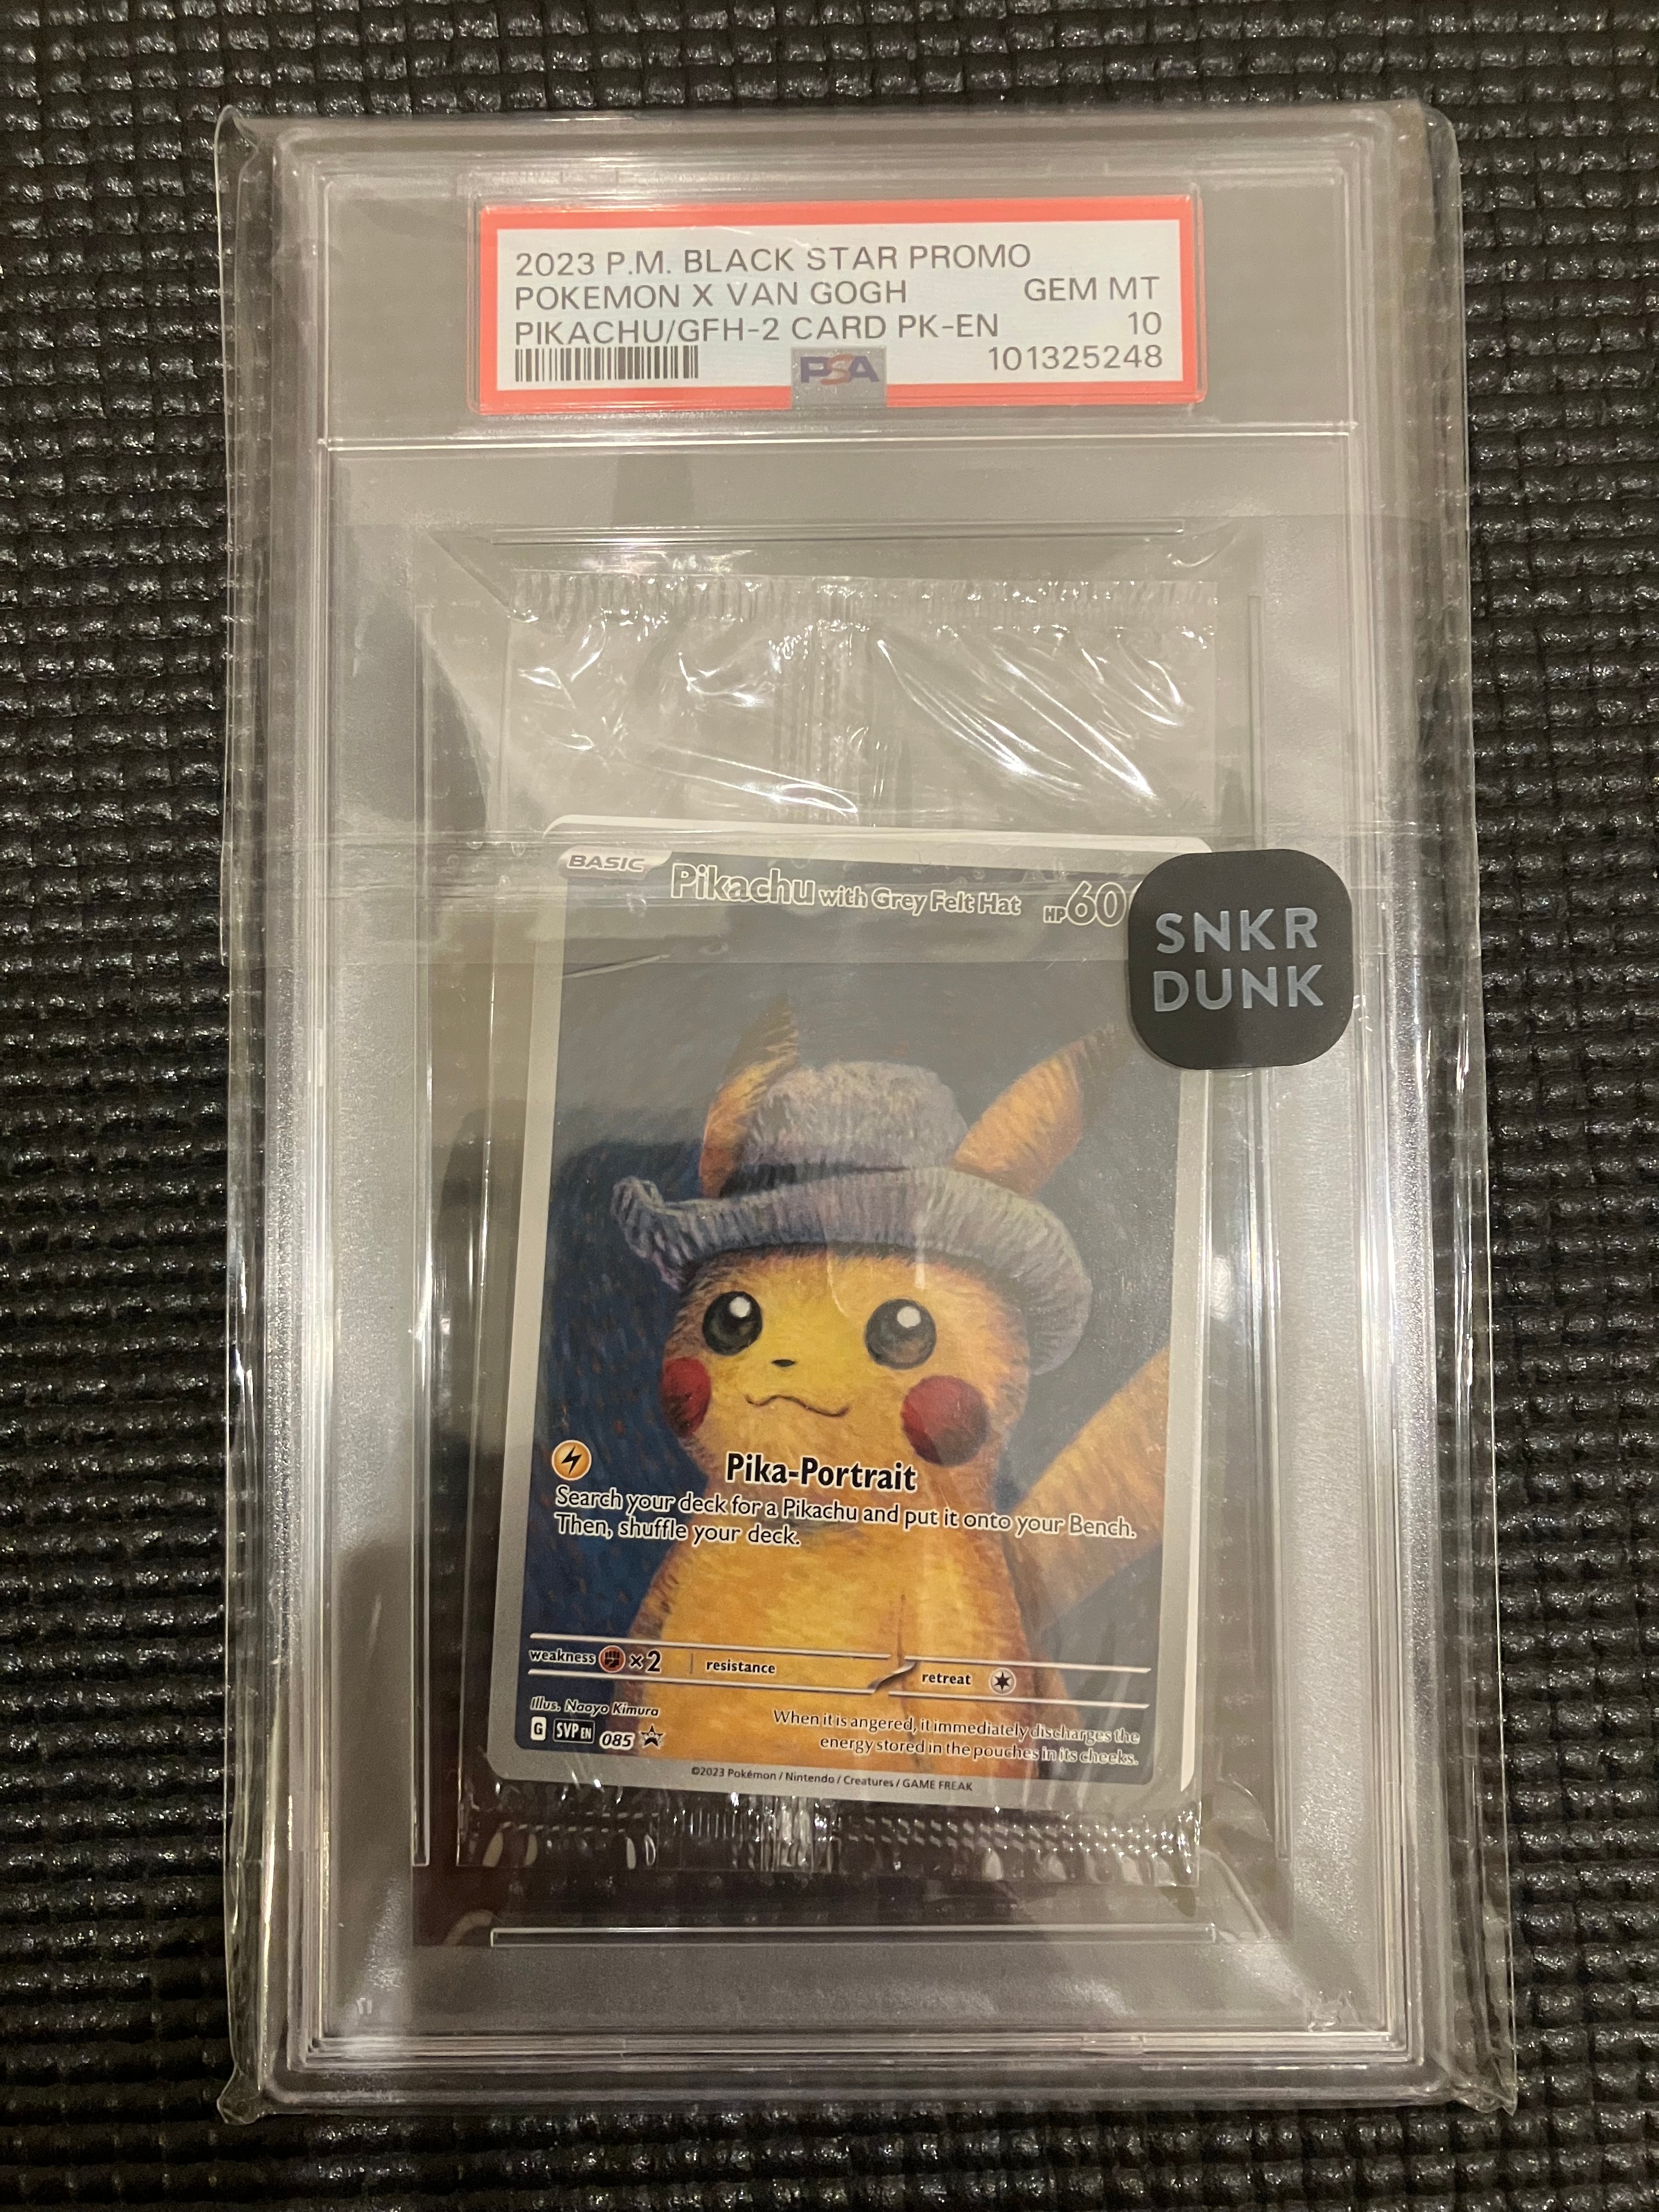 2023 P.M. BLACK STAR PROMO
POKEMON X VAN GOGH GEM MT
PIKACHU/GFH-2 CARD PK-EN 10
PSA 101325248
BASIC Pikachu with Grey Felt Hat HP60
SNKR
DUNK
Pika-Portrait
Search your deck for a Pikachu and put it onto your Bench.
Then, shuffle your deck.
weakness ×2 resistance retreat
Illus. Naoyo Kimura
G SVP EN 085
When it is angered, it immediately discharges the
energy stored in the pouches in its cheeks.
©2023 Pokémon / Nintendo / Creatures / GAME FREAK